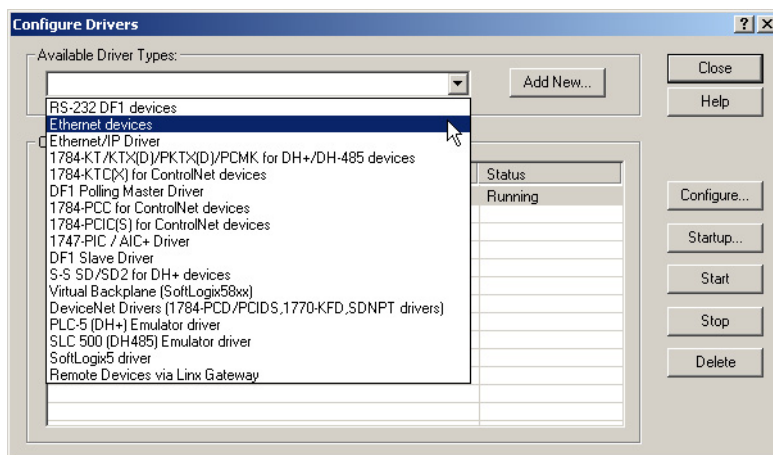 Configure Drivers
Available Driver Types:
Add New...
Close
Help
RS-232 DF1 devices
Ethernet devices
Ethernet/IP Driver
1784-KT/KTX(D)/PKTX(D)/PCMK for DH+/DH-485 devices
1784-KTC(X) for ControlNet devices
DF1 Polling Master Driver
1784-PCC for ControlNet devices
1784-PCIC(S) for ControlNet devices
1747-PIC / AIC+ Driver
DF1 Slave Driver
S-S SD/SD2 for DH+ devices
Virtual Backplane (SoftLogix58xx)
DeviceNet Drivers (1784-PCD/PCIDS,1770-KFD,SDNPT drivers)
PLC-5 (DH+) Emulator driver
SLC 500 (DH485) Emulator driver
SoftLogix5 driver
Remote Devices via Linx Gateway
Status
Running
Configure...
Startup...
Start
Stop
Delete